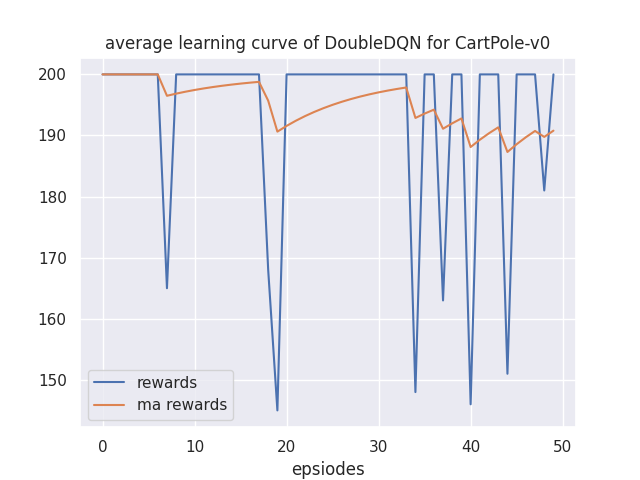 average learning curve of DoubleDQN for CartPole-v0
200
190
180
170
160
150
rewards
ma rewards
0 10 20 30 40 50
epsiodes